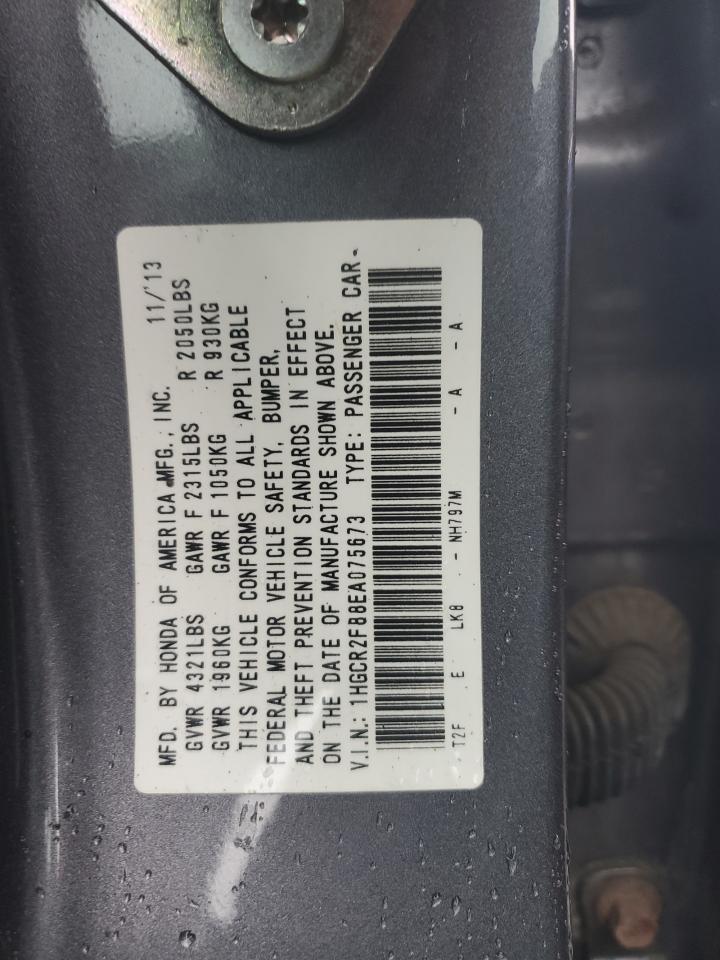 MFD. BY HONDA OF AMERICA MFG., INC. 11/'13
GVWR 4321LBS GAWR F 2315LBS R 2050LBS
GVWR 1960KG GAWR F 1050KG R 930KG
THIS VEHICLE CONFORMS TO ALL APPLICABLE
FEDERAL MOTOR VEHICLE SAFETY, BUMPER,
AND THEFT PREVENTION STANDARDS IN EFFECT
ON THE DATE OF MANUFACTURE SHOWN ABOVE.
V.I.N.: 1HGCR2F88EA075673 TYPE: PASSENGER CAR
T2F E LK8 - NH797M - A - A